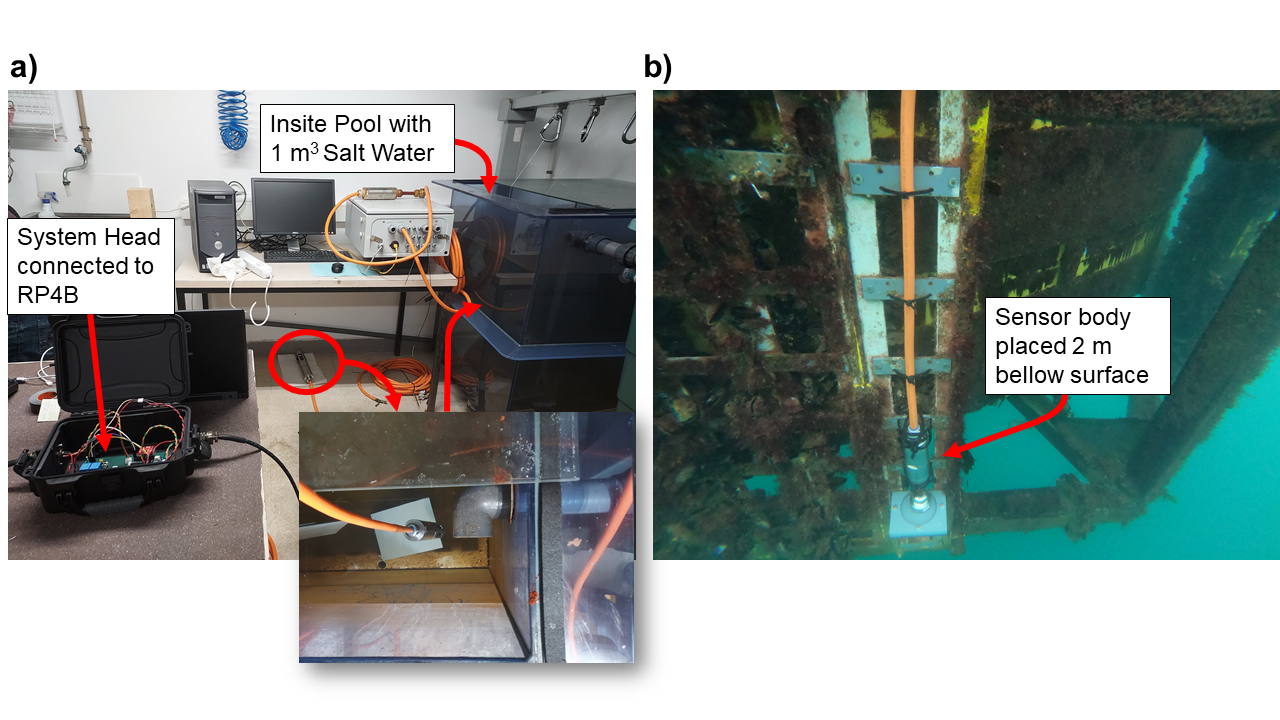 a)
b)
Insite Pool with
1 m³ Salt Water
System Head
connected to
RP4B
Sensor body
placed 2 m
bellow surface